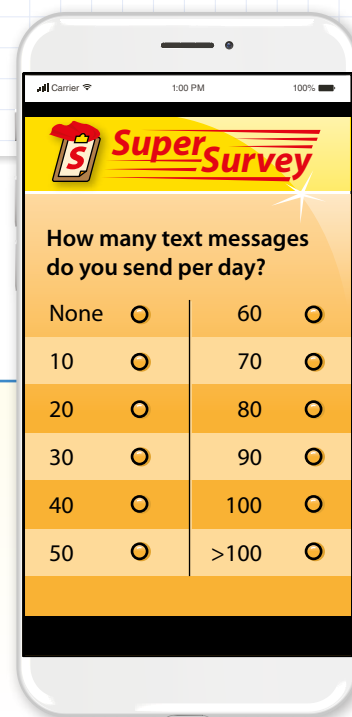 Carrier 1:00 PM 100%
S Super
Survey
How many text messages
do you send per day?
None 60
10 70
20 80
30 90
40 100
50 >100